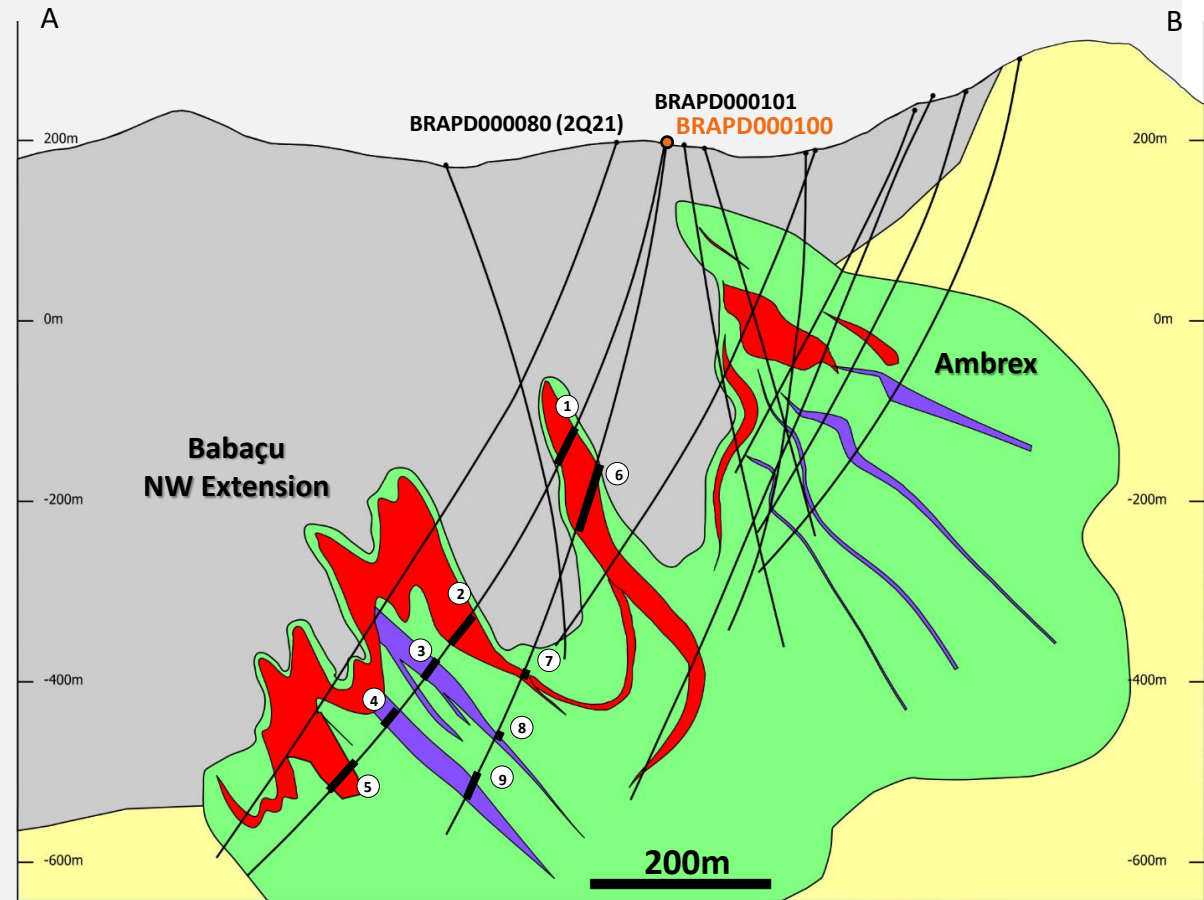 A
B
BRAPD000101
BRAPD000080 (2Q21)
BRAPD000100
200m
200m
0m
0m
Ambrex
1
Babaçu
NW Extension
6
-200m
-200m
2
3
7
-400m
-400m
4
8
9
5
-600m
200m
-600m